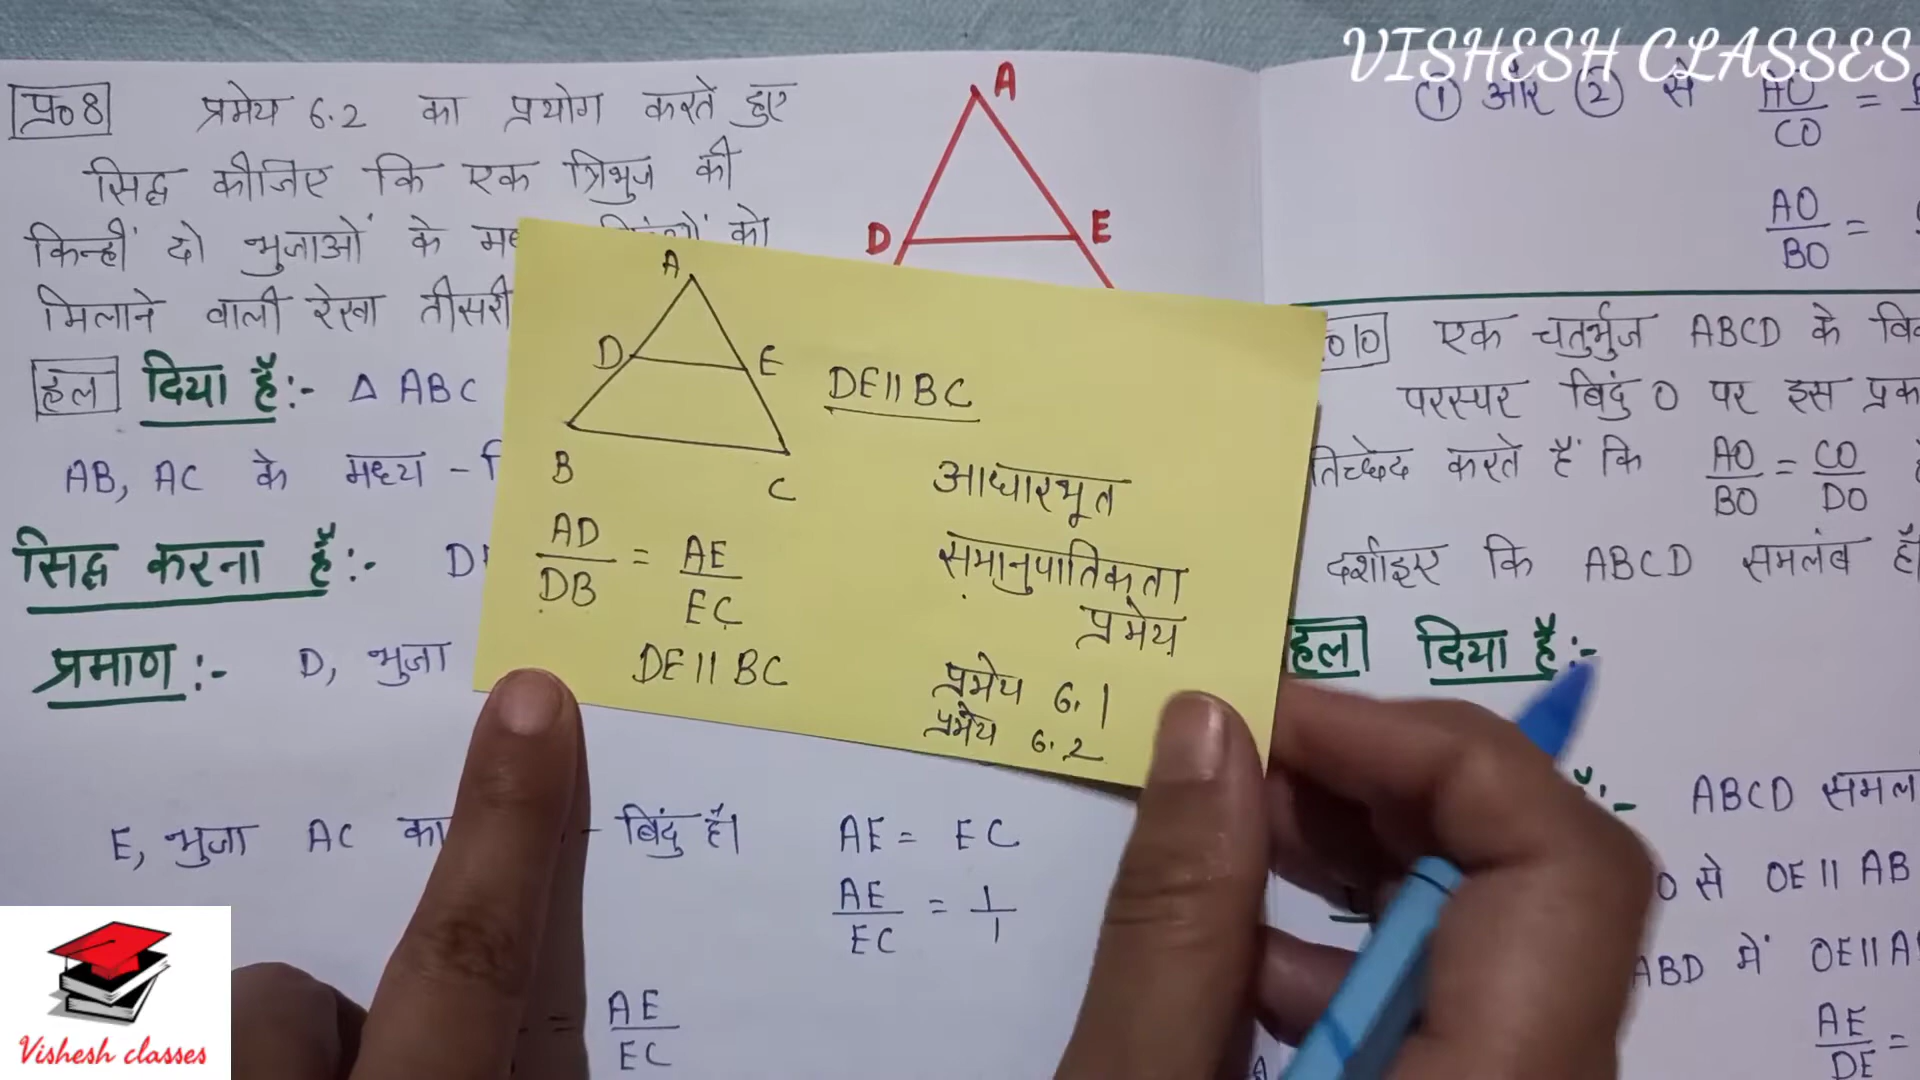 VISHESH CLASSES
प्र०8 प्रमेय 6.2 का प्रयोग करते हुए
सिद्ध कीजिए कि एक त्रिभुज की
किन्हीं दो भुजाओं के को
मिलाने वाली रेखा तीसरी
हल दिया है:- Δ ABC
AB, AC के मध्य -
सिद्ध करना है:- D
प्रमाण:- D, भुजा
E, भुजा AC का - बिंदु है।
AE = EC
AE/EC = 1/1
= AE/EC
A
D E
A
D E
B C
DE||BC
AD/DB = AE/EC
DE||BC
आधारभूत
समानुपातिकता
प्रमेय
प्रमेय 6.1
प्रमेय 6.2
① और ② से AO/CO =
AO/BO =
10 एक चतुर्भुज ABCD के
परस्पर बिंदु O पर इस
करते हैं कि AO/BO = CO/DO
दर्शाइए कि ABCD समलंब है।
हल दिया है:-
ABCD
O से OE||AB
ABD में OE||A
AE/DE =
Vishesh classes